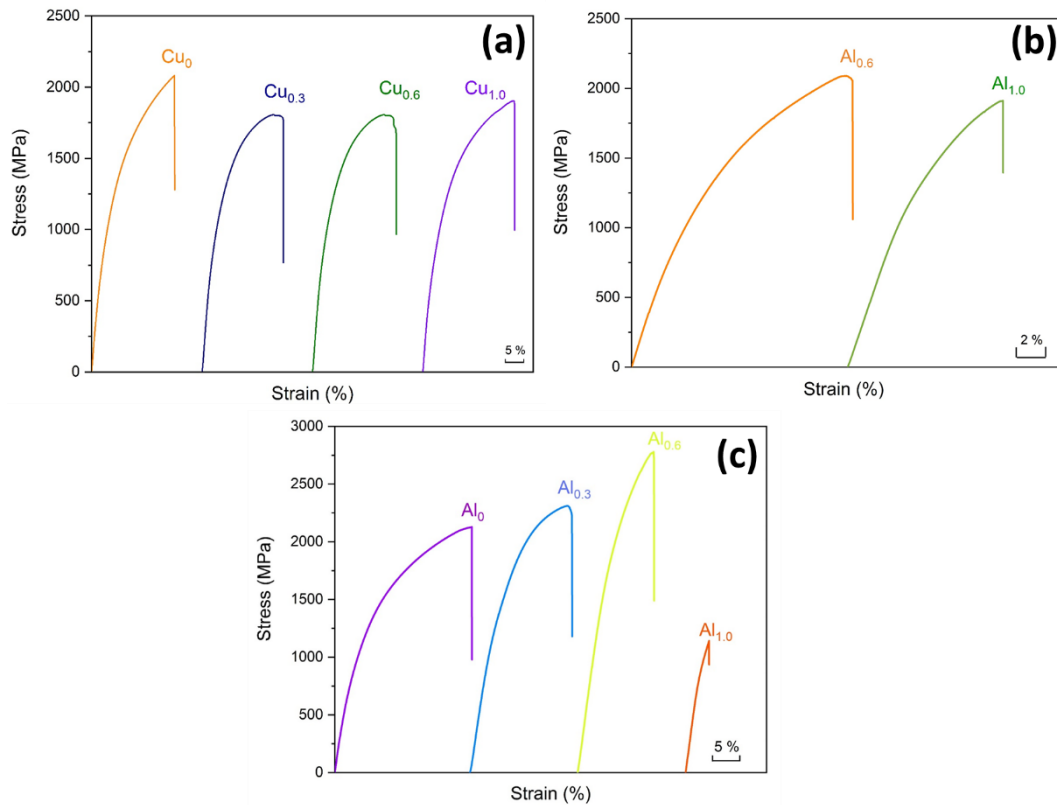 (a)
2500
2000
1500
1000
500
0
Stress (MPa)
Cu0
Cu0.3
Cu0.6
Cu1.0
5 %
Strain (%)
(b)
2500
2000
1500
1000
500
0
Stress (MPa)
Al0.6
Al1.0
2 %
Strain (%)
(c)
3000
2500
2000
1500
1000
500
0
Stress (MPa)
Al0
Al0.3
Al0.6
Al1.0
5 %
Strain (%)